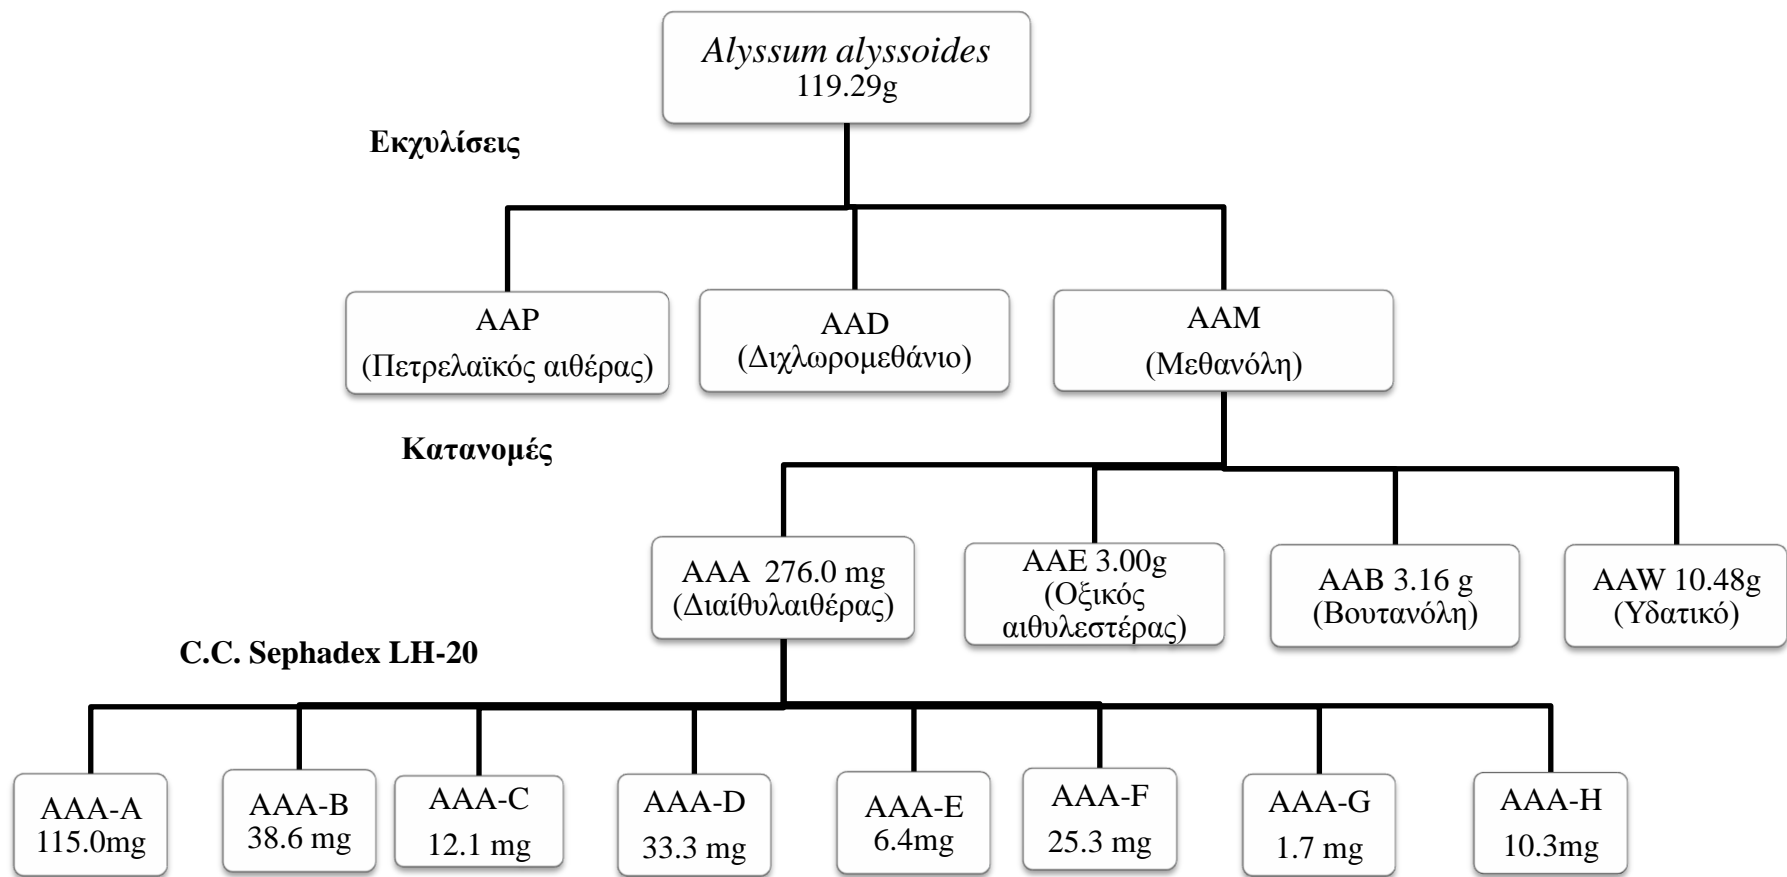 Alyssum alyssoides
119.29g
Εκχυλίσεις
AAP
(Πετρελαϊκός αιθέρας)
AAD
(Διχλωρομεθάνιο)
AAM
(Μεθανόλη)
Κατανομές
AAA 276.0 mg
(Διαίθυλαιθέρας)
AAE 3.00g
(Οξικός
αιθυλεστέρας)
AAB 3.16 g
(Βουτανόλη)
AAW 10.48g
(Υδατικό)
C.C. Sephadex LH-20
AAA-A
115.0mg
AAA-B
38.6 mg
AAA-C
12.1 mg
AAA-D
33.3 mg
AAA-E
6.4mg
AAA-F
25.3 mg
AAA-G
1.7 mg
AAA-H
10.3mg